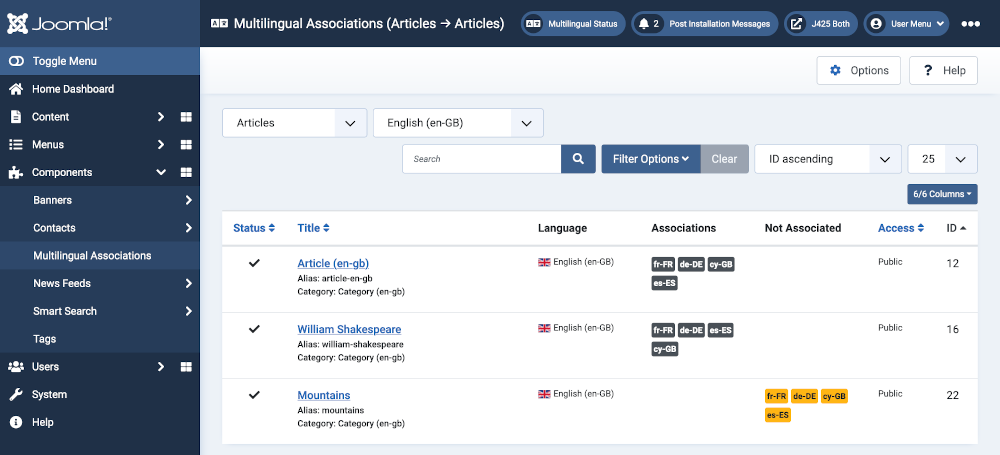 Joomla!
Multilingual Associations (Articles → Articles)
Multilingual Status
2 Post Installation Messages
J425 Both
User Menu
Toggle Menu
Home Dashboard
Content
Menus
Components
Banners
Contacts
Multilingual Associations
News Feeds
Smart Search
Tags
Users
System
Help
Options
? Help
Articles
English (en-GB)
Search
Filter Options
Clear
ID ascending
25
6/6 Columns
Status Title Language Associations Not Associated Access ID
Article (en-gb) English (en-GB) fr-FR de-DE cy-GB Public 12
Alias: article-en-gb es-ES
Category: Category (en-gb)
William Shakespeare English (en-GB) fr-FR de-DE es-ES Public 16
Alias: william-shakespeare cy-GB
Category: Category (en-gb)
Mountains English (en-GB) fr-FR de-DE cy-GB Public 22
Alias: mountains es-ES
Category: Category (en-gb)